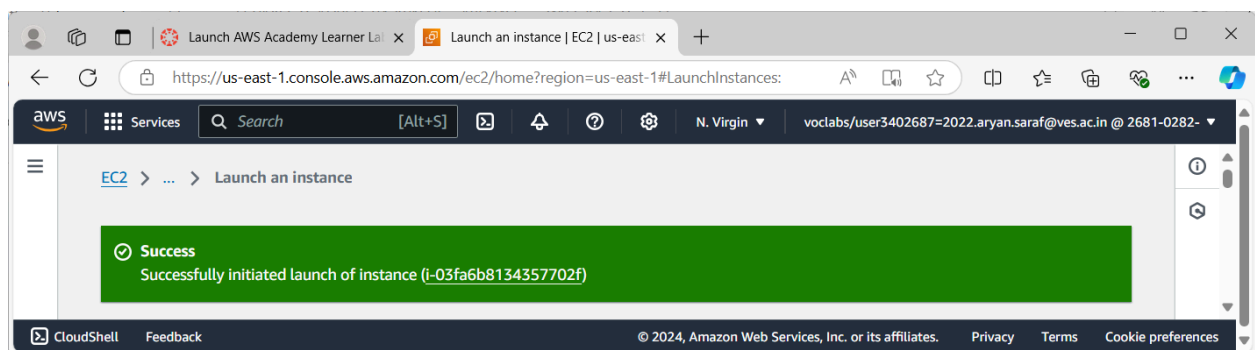 Launch AWS Academy Learner La
Launch an instance | EC2 | us-east
https://us-east-1.console.aws.amazon.com/ec2/home?region=us-east-1#LaunchInstances:
aws Services Search [Alt+S] N. Virgin voclabs/user3402687=2022.aryan.saraf@ves.ac.in @ 2681-0282-
EC2 > ... > Launch an instance
Success
Successfully initiated launch of instance (i-03fa6b8134357702f)
CloudShell Feedback © 2024, Amazon Web Services, Inc. or its affiliates. Privacy Terms Cookie preferences